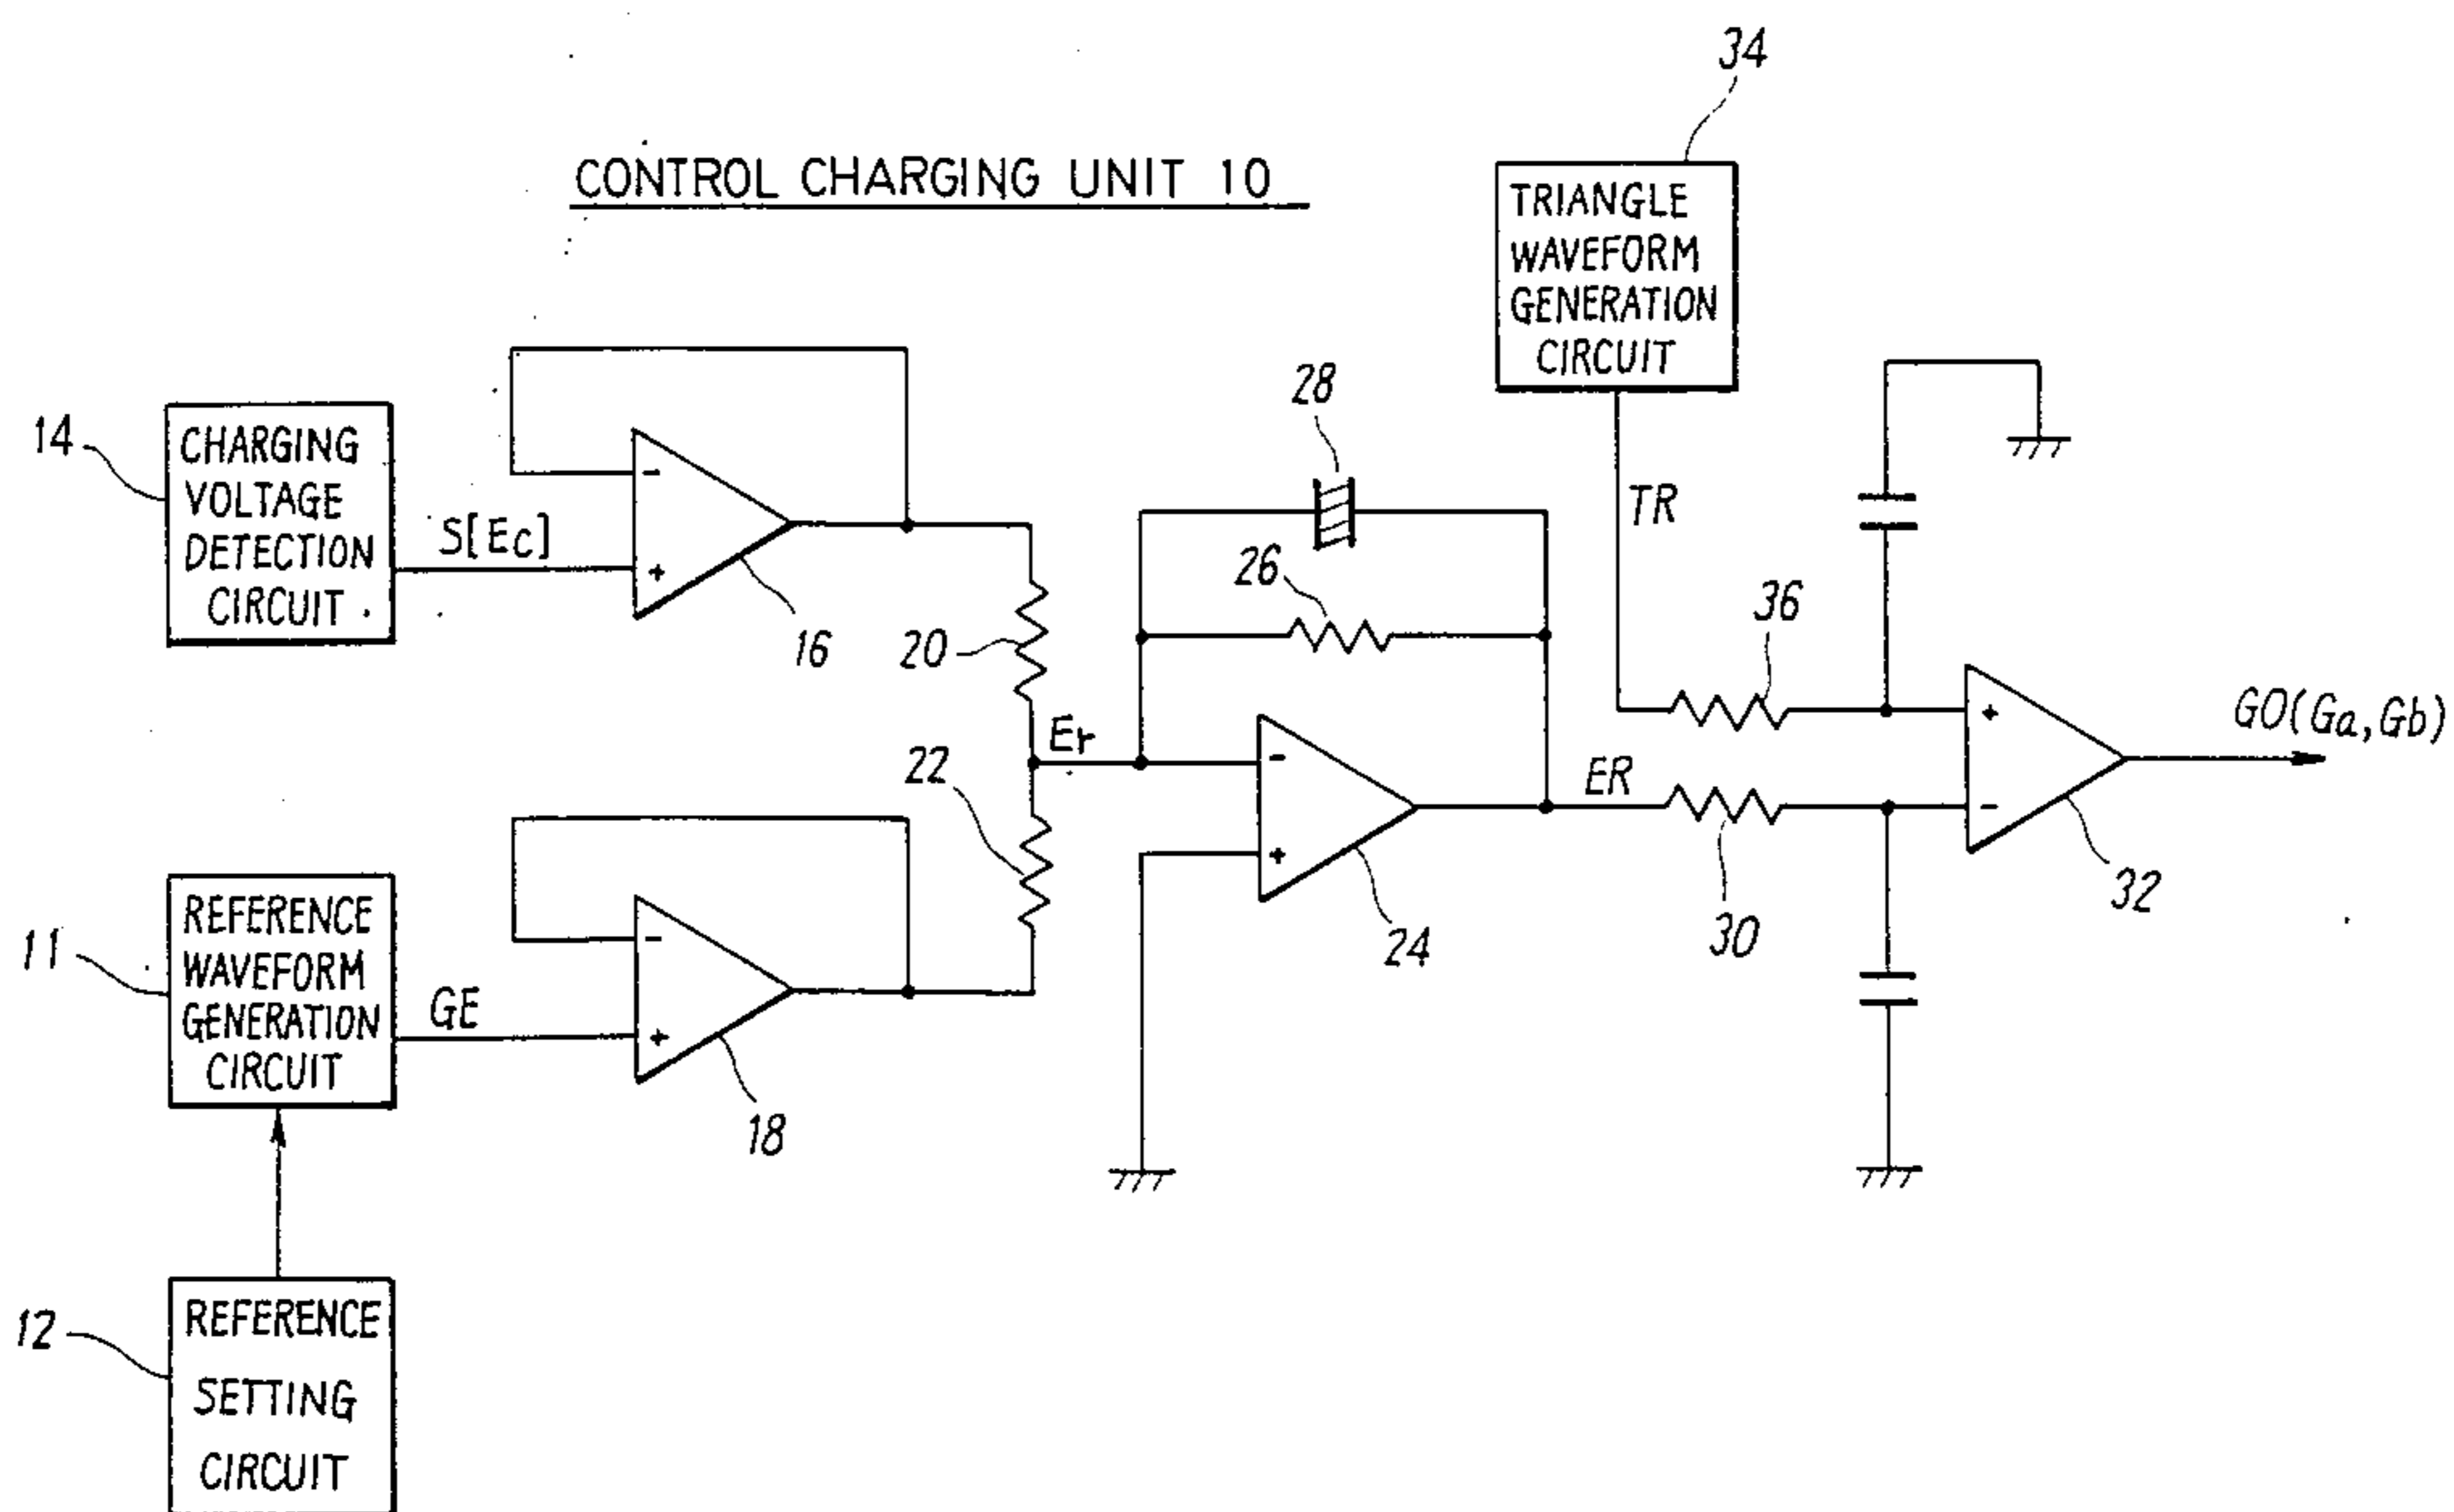 34
CONTROL CHARGING UNIT 10
TRIANGLE
WAVEFORM
GENERATION
CIRCUIT
14
CHARGING
VOLTAGE
DETECTION
CIRCUIT
S[Ec]
-
+
16
20
28
26
TR
36
Er
22
-
+
24
ER
30
+
-
32
GO(Ga,Gb)
11
REFERENCE
WAVEFORM
GENERATION
CIRCUIT
GE
-
+
18
12
REFERENCE
SETTING
CIRCUIT